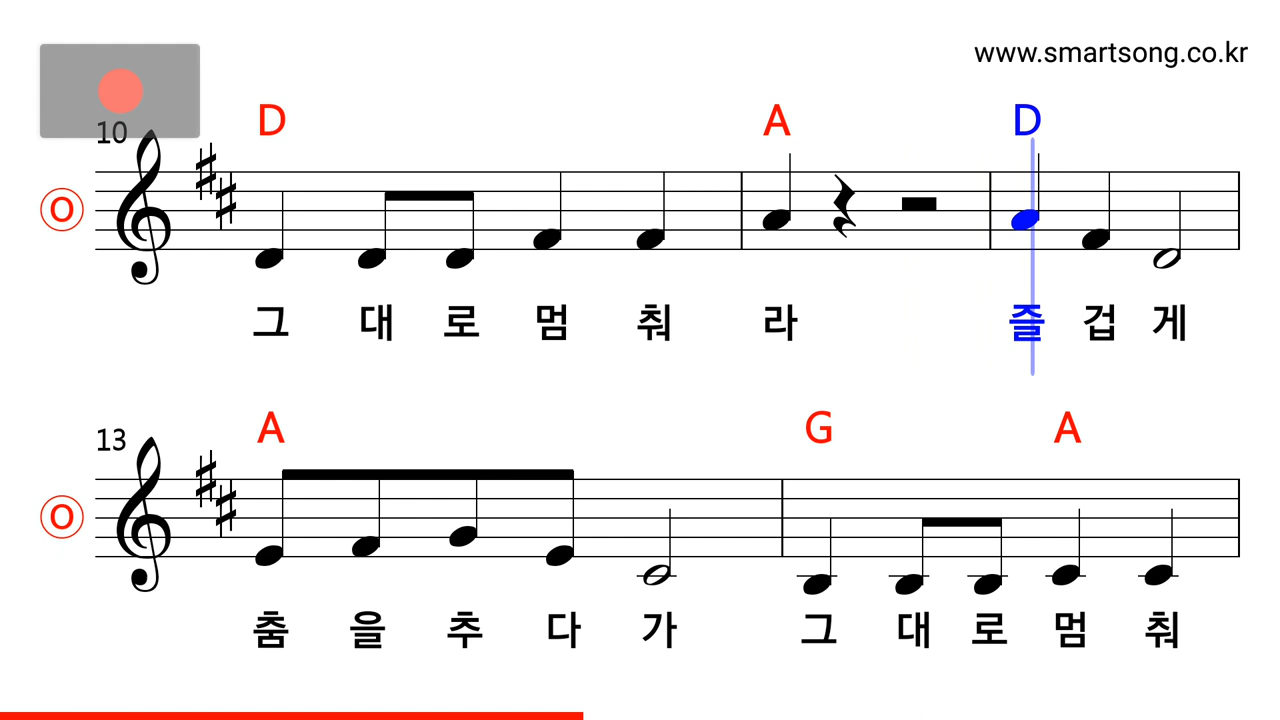 www.smartsong.co.kr
10
D A D
O
그 대 로 멈 춰 라 즐 겁 게
13
A G A
O
춤 을 추 다 가 그 대 로 멈 춰